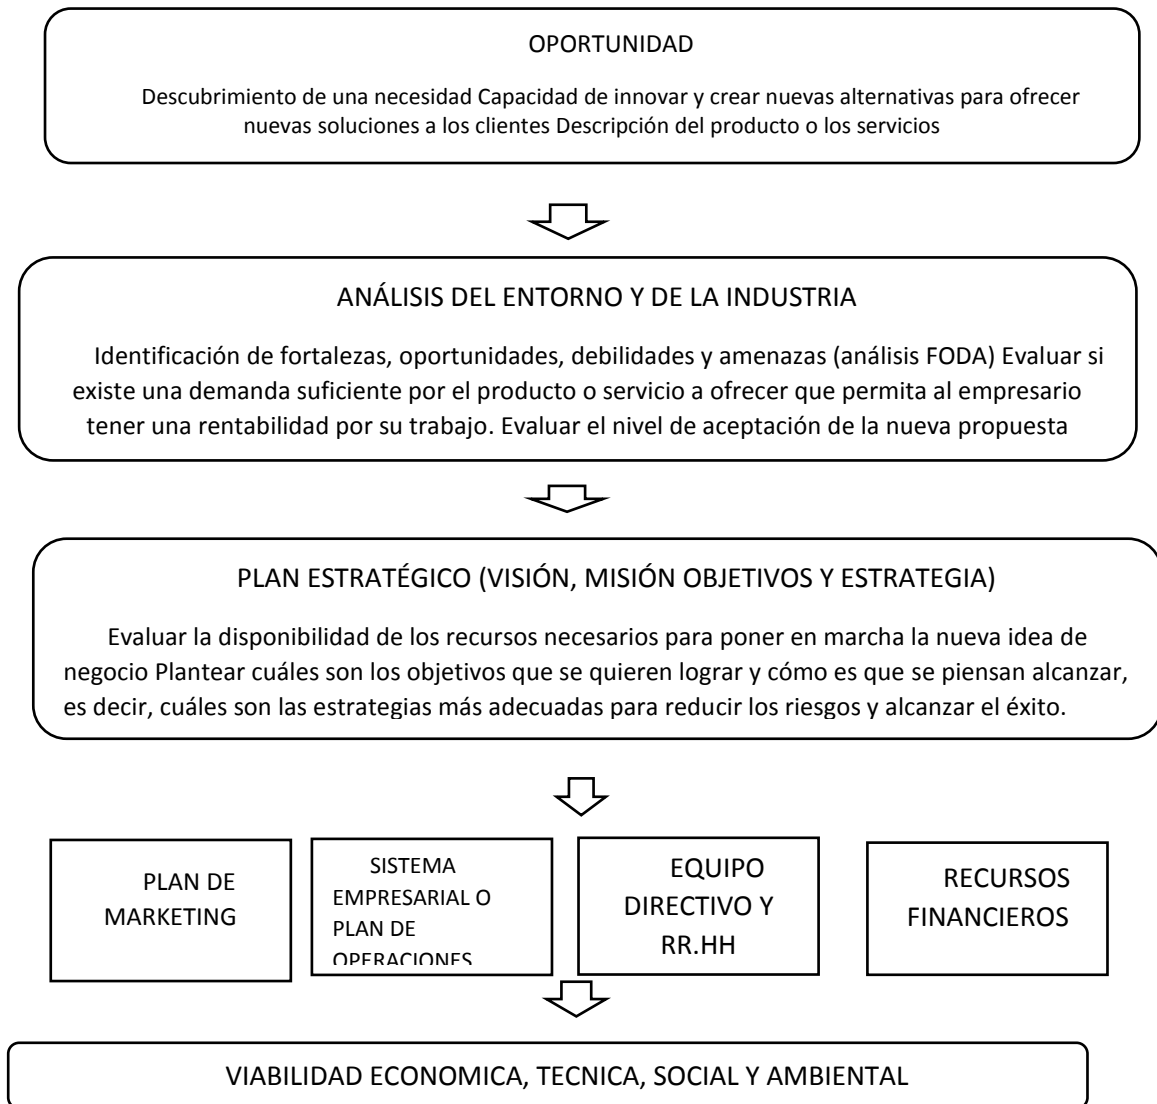 OPORTUNIDAD
Descubrimiento de una necesidad Capacidad de innovar y crear nuevas alternativas para ofrecer
nuevas soluciones a los clientes Descripción del producto o los servicios
ANÁLISIS DEL ENTORNO Y DE LA INDUSTRIA
Identificación de fortalezas, oportunidades, debilidades y amenazas (análisis FODA) Evaluar si
existe una demanda suficiente por el producto o servicio a ofrecer que permita al empresario
tener una rentabilidad por su trabajo. Evaluar el nivel de aceptación de la nueva propuesta
PLAN ESTRATÉGICO (VISIÓN, MISIÓN OBJETIVOS Y ESTRATEGIA)
Evaluar la disponibilidad de los recursos necesarios para poner en marcha la nueva idea de
negocio Plantear cuáles son los objetivos que se quieren lograr y cómo es que se piensan alcanzar,
es decir, cuáles son las estrategias más adecuadas para reducir los riesgos y alcanzar el éxito.
PLAN DE
MARKETING
SISTEMA
EMPRESARIAL O
PLAN DE
OPERACIONES
EQUIPO
DIRECTIVO Y
RR.HH
RECURSOS
FINANCIEROS
VIABILIDAD ECONOMICA, TECNICA, SOCIAL Y AMBIENTAL